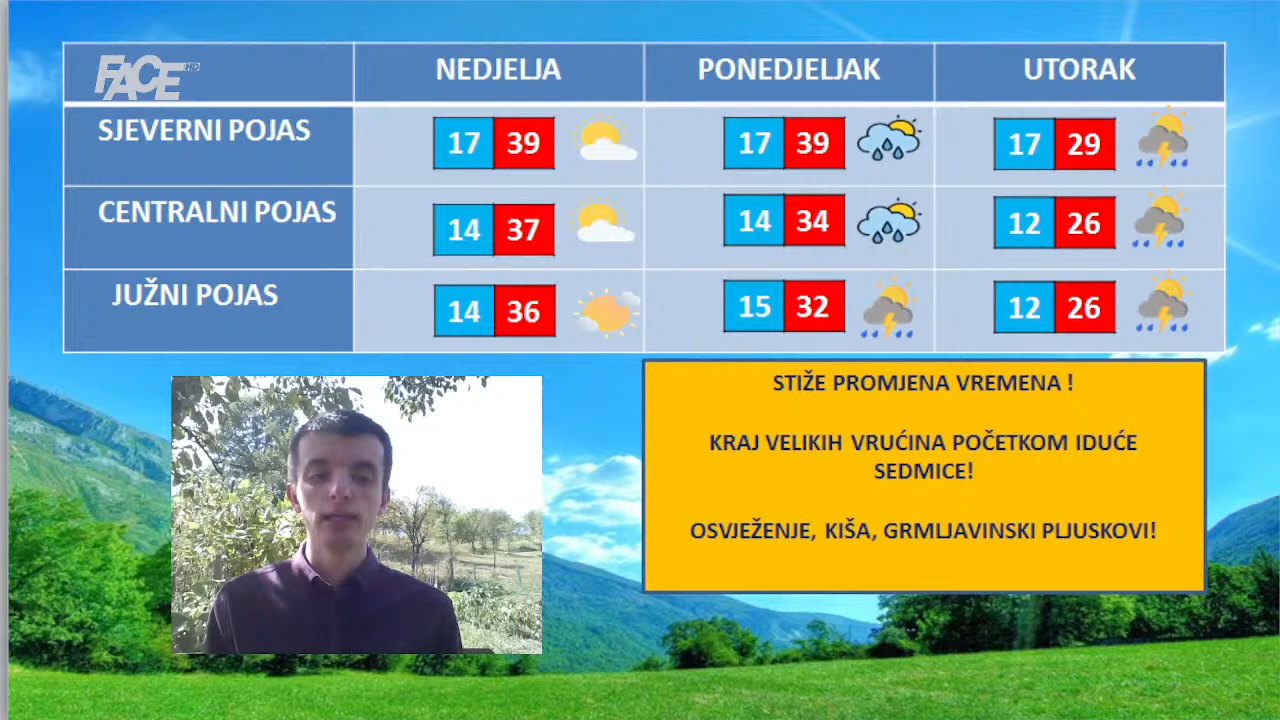 FACE HD
NEDJELJA PONEDJELJAK UTORAK
SJEVERNI POJAS 17 39 17 39 17 29
CENTRALNI POJAS 14 37 14 34 12 26
JUŽNI POJAS 14 36 15 32 12 26
STIŽE PROMJENA VREMENA !
KRAJ VELIKIH VRUĆINA POČETKOM IDUĆE
SEDMICE!
OSVJEŽENJE, KIŠA, GRMLJAVINSKI PLJUSKOVI!